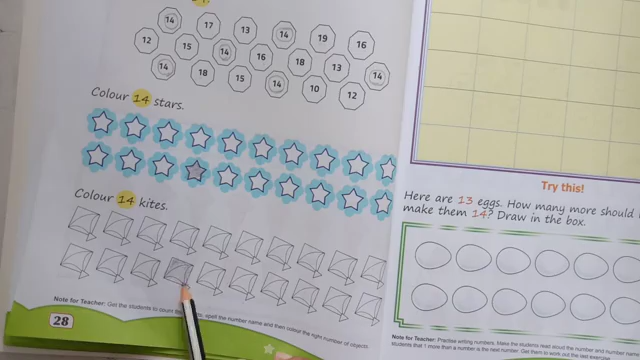 14 17 13 14 19 16
12 15 14 16 18 13 14
14 18 15 14 10 12
Colour 14 stars.
Colour 14 kites.
Note for Teacher: Get the students to count the spell the number name and then colour the right number of objects.
28
Try this!
Here are 13 eggs. How many more should
make them 14? Draw in the box.
Note for Teacher: Practise writing numbers. Make the students read aloud the number and number
students that 1 more than a number is the next number. Get them to work out the